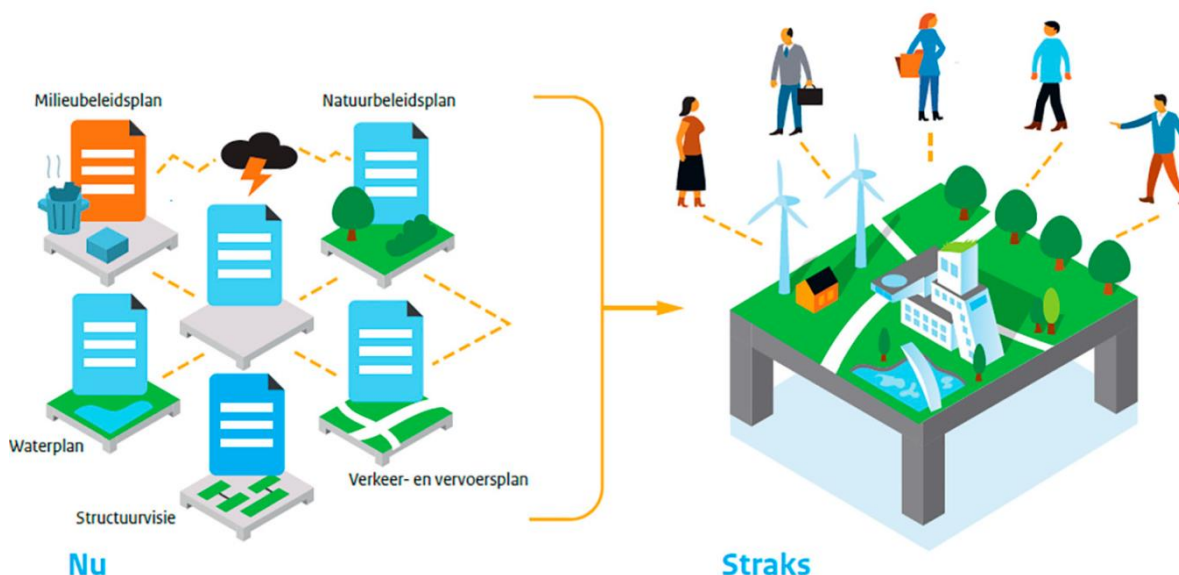 Milieubeleidsplan
Natuurbeleidsplan
Waterplan
Verkeer- en vervoersplan
Structuurvisie
Nu
Straks